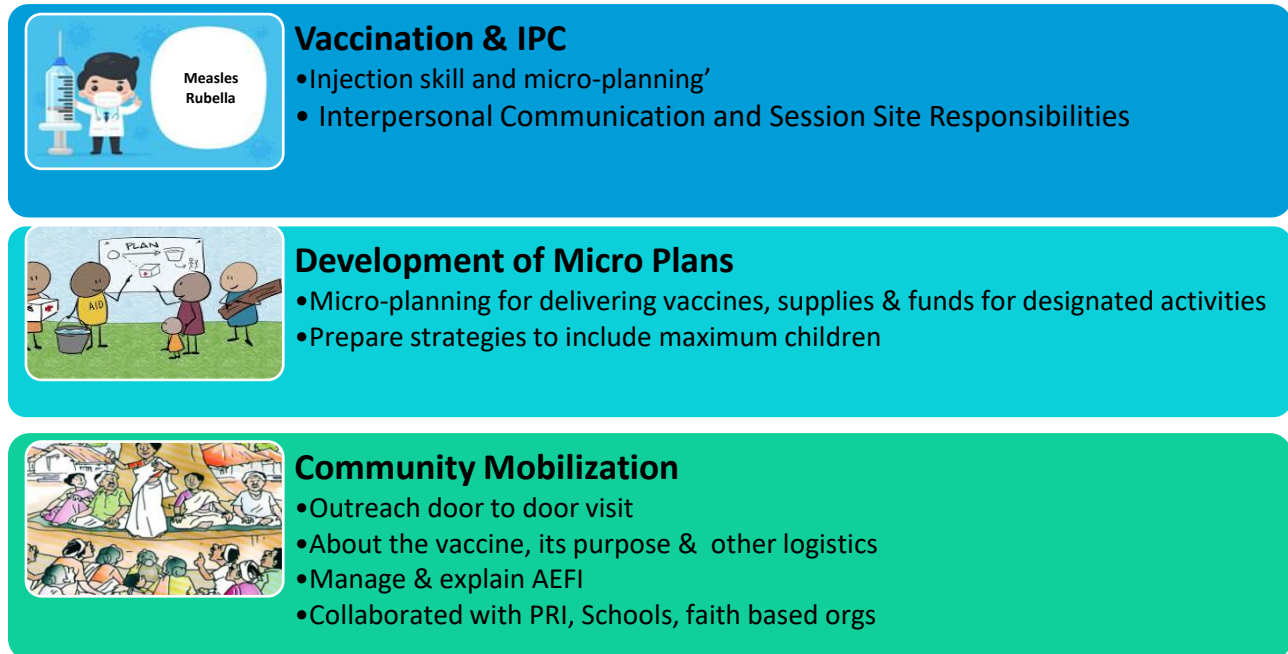 Measles
Rubella
Vaccination & IPC
•Injection skill and micro-planning’
• Interpersonal Communication and Session Site Responsibilities
PLAN
AID
Development of Micro Plans
•Micro-planning for delivering vaccines, supplies & funds for designated activities
•Prepare strategies to include maximum children
Community Mobilization
•Outreach door to door visit
•About the vaccine, its purpose & other logistics
•Manage & explain AEFI
•Collaborated with PRI, Schools, faith based orgs